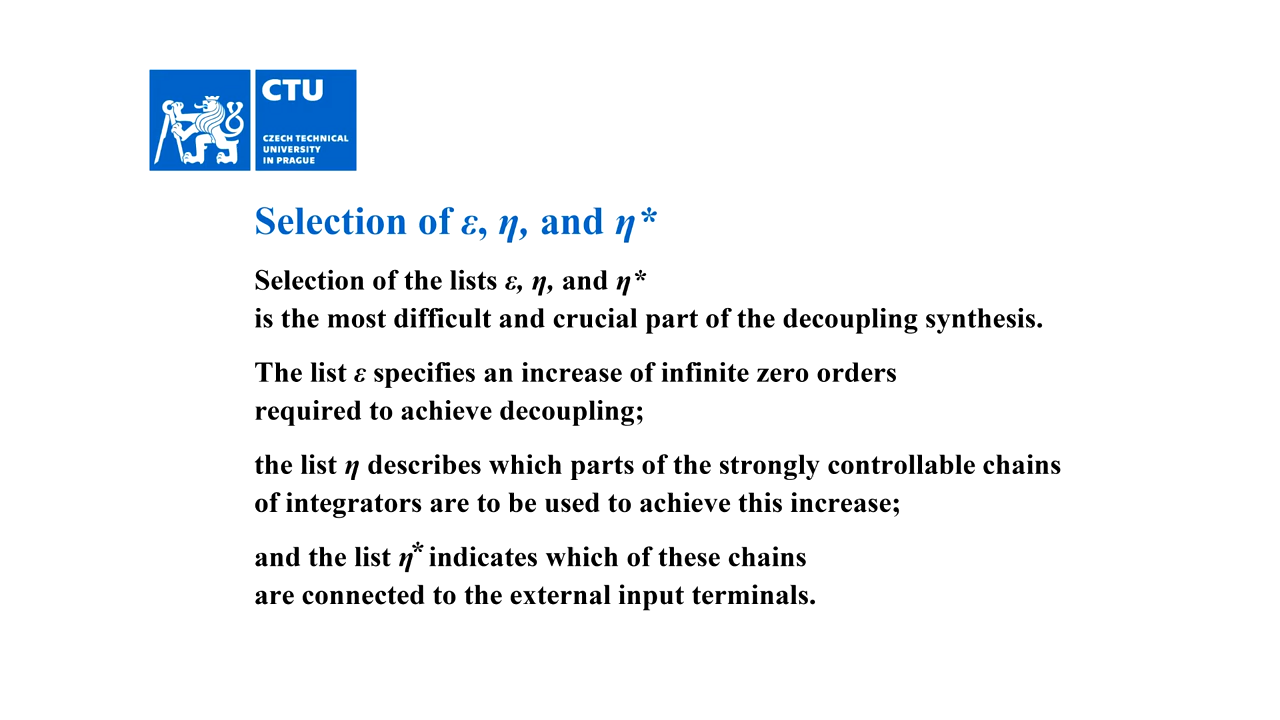 CTU
CZECH TECHNICAL
UNIVERSITY
IN PRAGUE
Selection of ε, η, and η*
Selection of the lists ε, η, and η*
is the most difficult and crucial part of the decoupling synthesis.
The list ε specifies an increase of infinite zero orders
required to achieve decoupling;
the list η describes which parts of the strongly controllable chains
of integrators are to be used to achieve this increase;
and the list η* indicates which of these chains
are connected to the external input terminals.